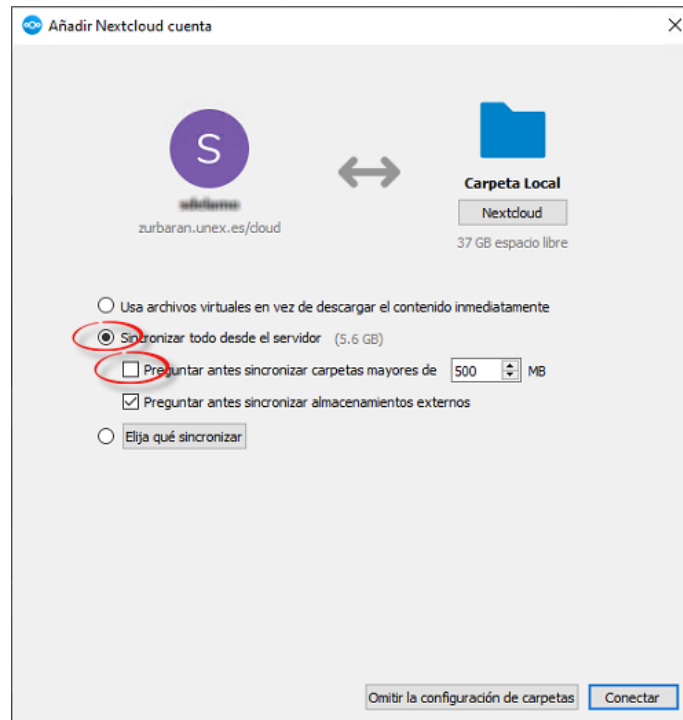 Añadir Nextcloud cuenta
S
Carpeta Local
Nextcloud
zurbaran.unex.es/cloud
37 GB espacio libre
Usa archivos virtuales en vez de descargar el contenido inmediatamente
Sincronizar todo desde el servidor (5.6 GB)
Preguntar antes sincronizar carpetas mayores de 500 MB
Preguntar antes sincronizar almacenamientos externos
Elija qué sincronizar
Omitir la configuración de carpetas Conectar